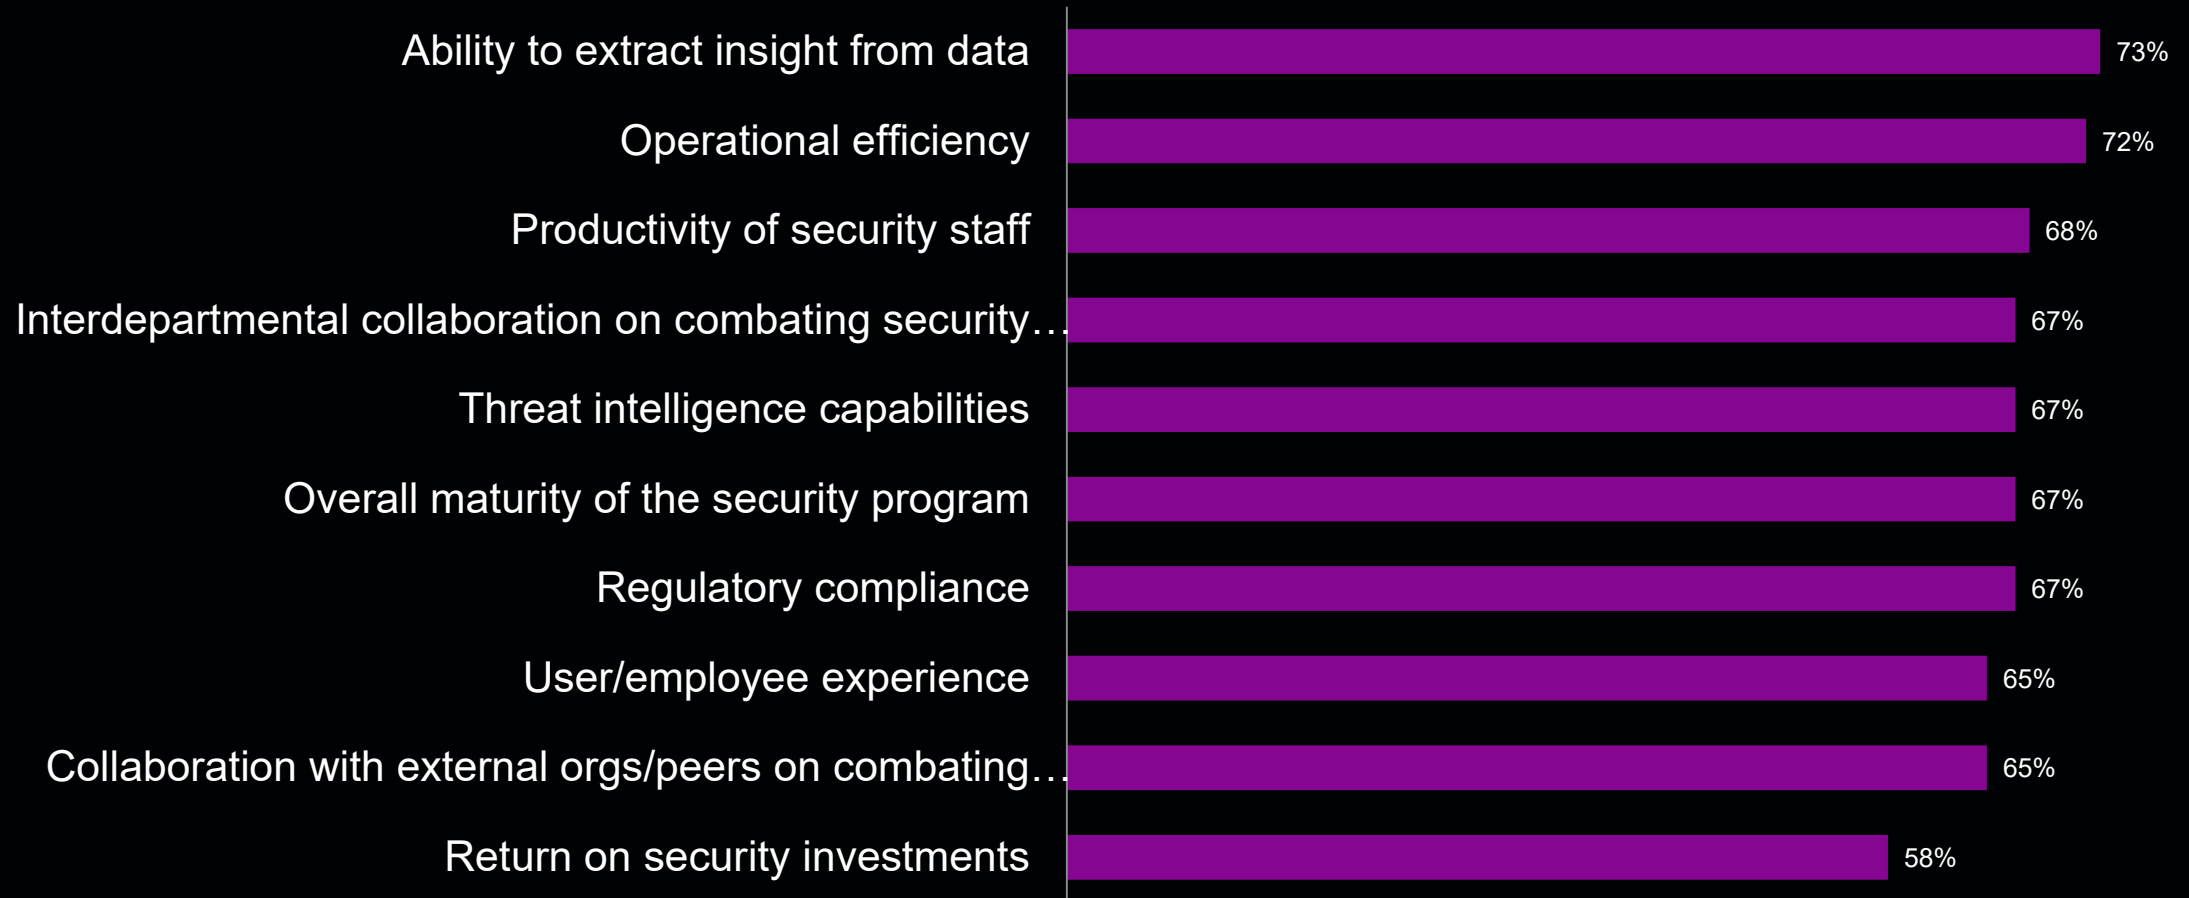 Ability to extract insight from data 73%
Operational efficiency 72%
Productivity of security staff 68%
Interdepartmental collaboration on combating security… 67%
Threat intelligence capabilities 67%
Overall maturity of the security program 67%
Regulatory compliance 67%
User/employee experience 65%
Collaboration with external orgs/peers on combating… 65%
Return on security investments 58%